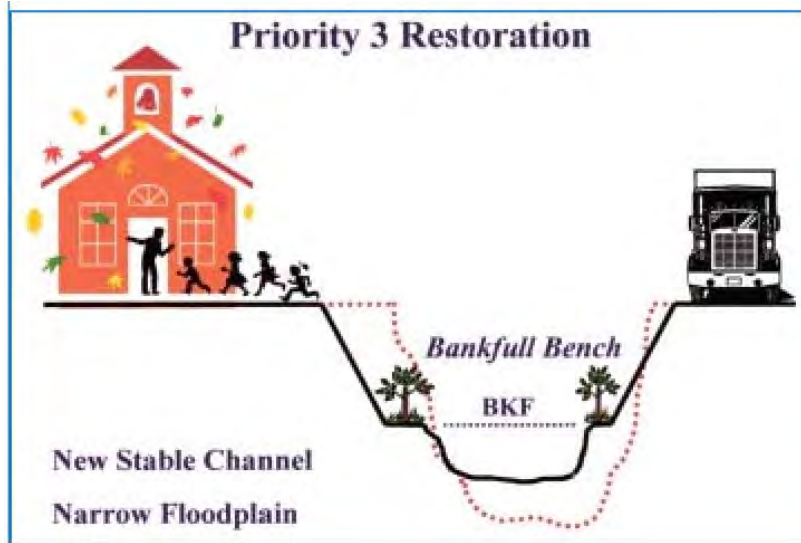 Priority 3 Restoration
Bankfull Bench
BKF
New Stable Channel
Narrow Floodplain